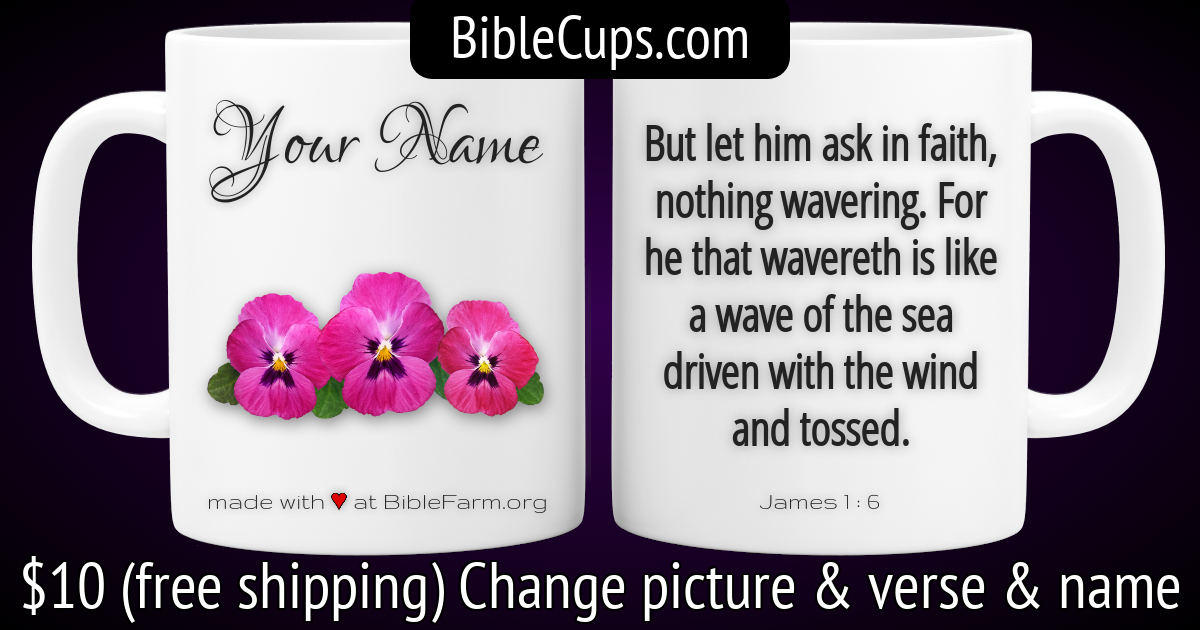 BibleCups.com
Your Name
made with ❤ at BibleFarm.org
But let him ask in faith,
nothing wavering. For
he that wavereth is like
a wave of the sea
driven with the wind
and tossed.
James 1 : 6
$10 (free shipping) Change picture & verse & name